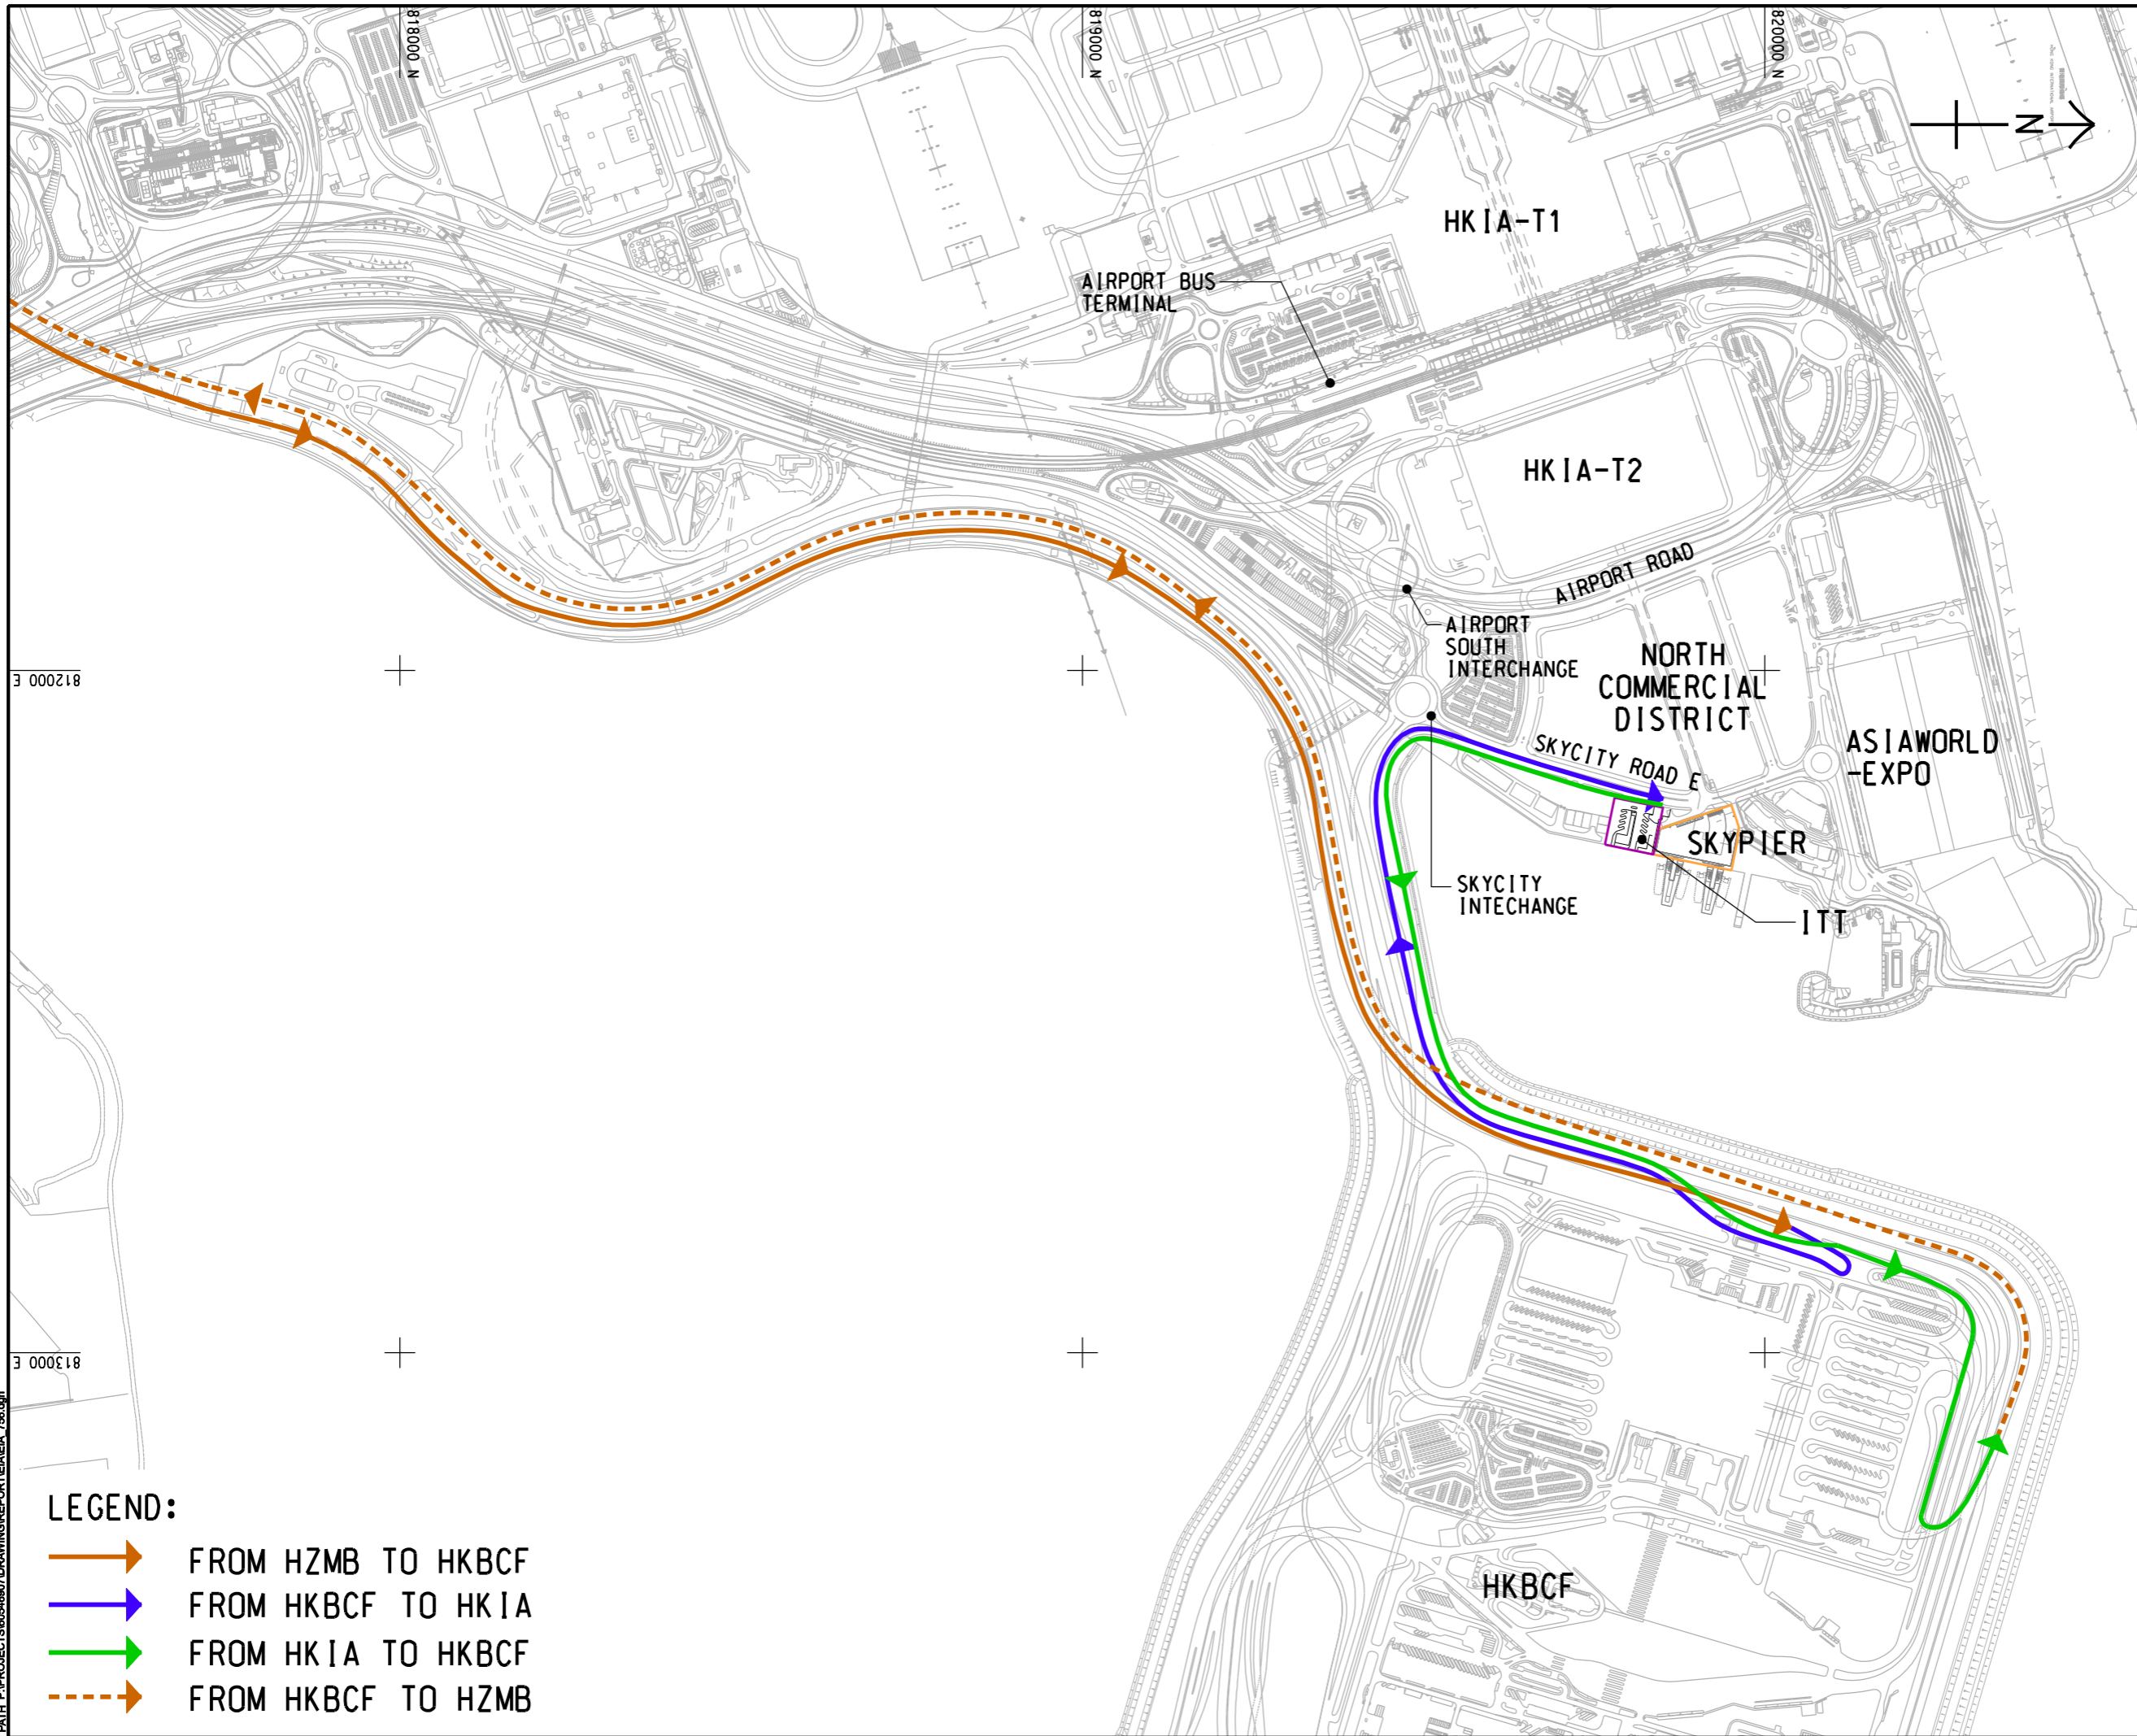 818000 N
819000 N
820000 N
N
HKIA-T1
AIRPORT BUS
TERMINAL
HKIA-T2
AIRPORT ROAD
AIRPORT
SOUTH
INTERCHANGE
NORTH
COMMERCIAL
DISTRICT
812000 E
SKYCITY ROAD E
ASIAWORLD
-EXPO
SKYPIER
SKYCITY
INTECHANGE
ITT
813000 E
LEGEND:
FROM HZMB TO HKBCF
FROM HKBCF TO HKIA
FROM HKIA TO HKBCF
FROM HKBCF TO HZMB
HKBCF